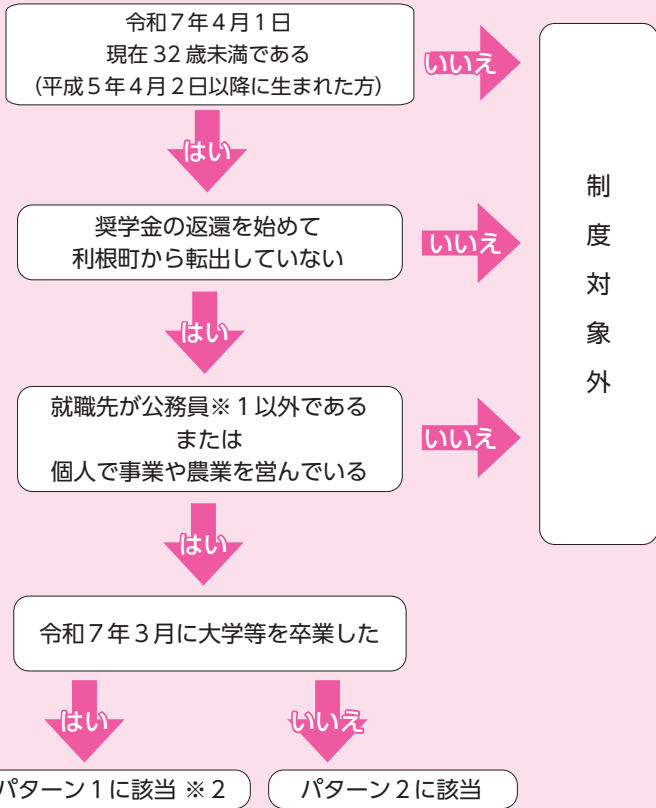 令和７年４月１日
現在 32 歳未満である
（平成５年４月２日以降に生まれた方）
いいえ
はい
奨学金の返還を始めて
利根町から転出していない
いいえ
はい
就職先が公務員※１以外である
または
個人で事業や農業を営んでいる
いいえ
制度対象外
はい
令和７年３月に大学等を卒業した
はい
いいえ
パターン１に該当 ※２
パターン２に該当